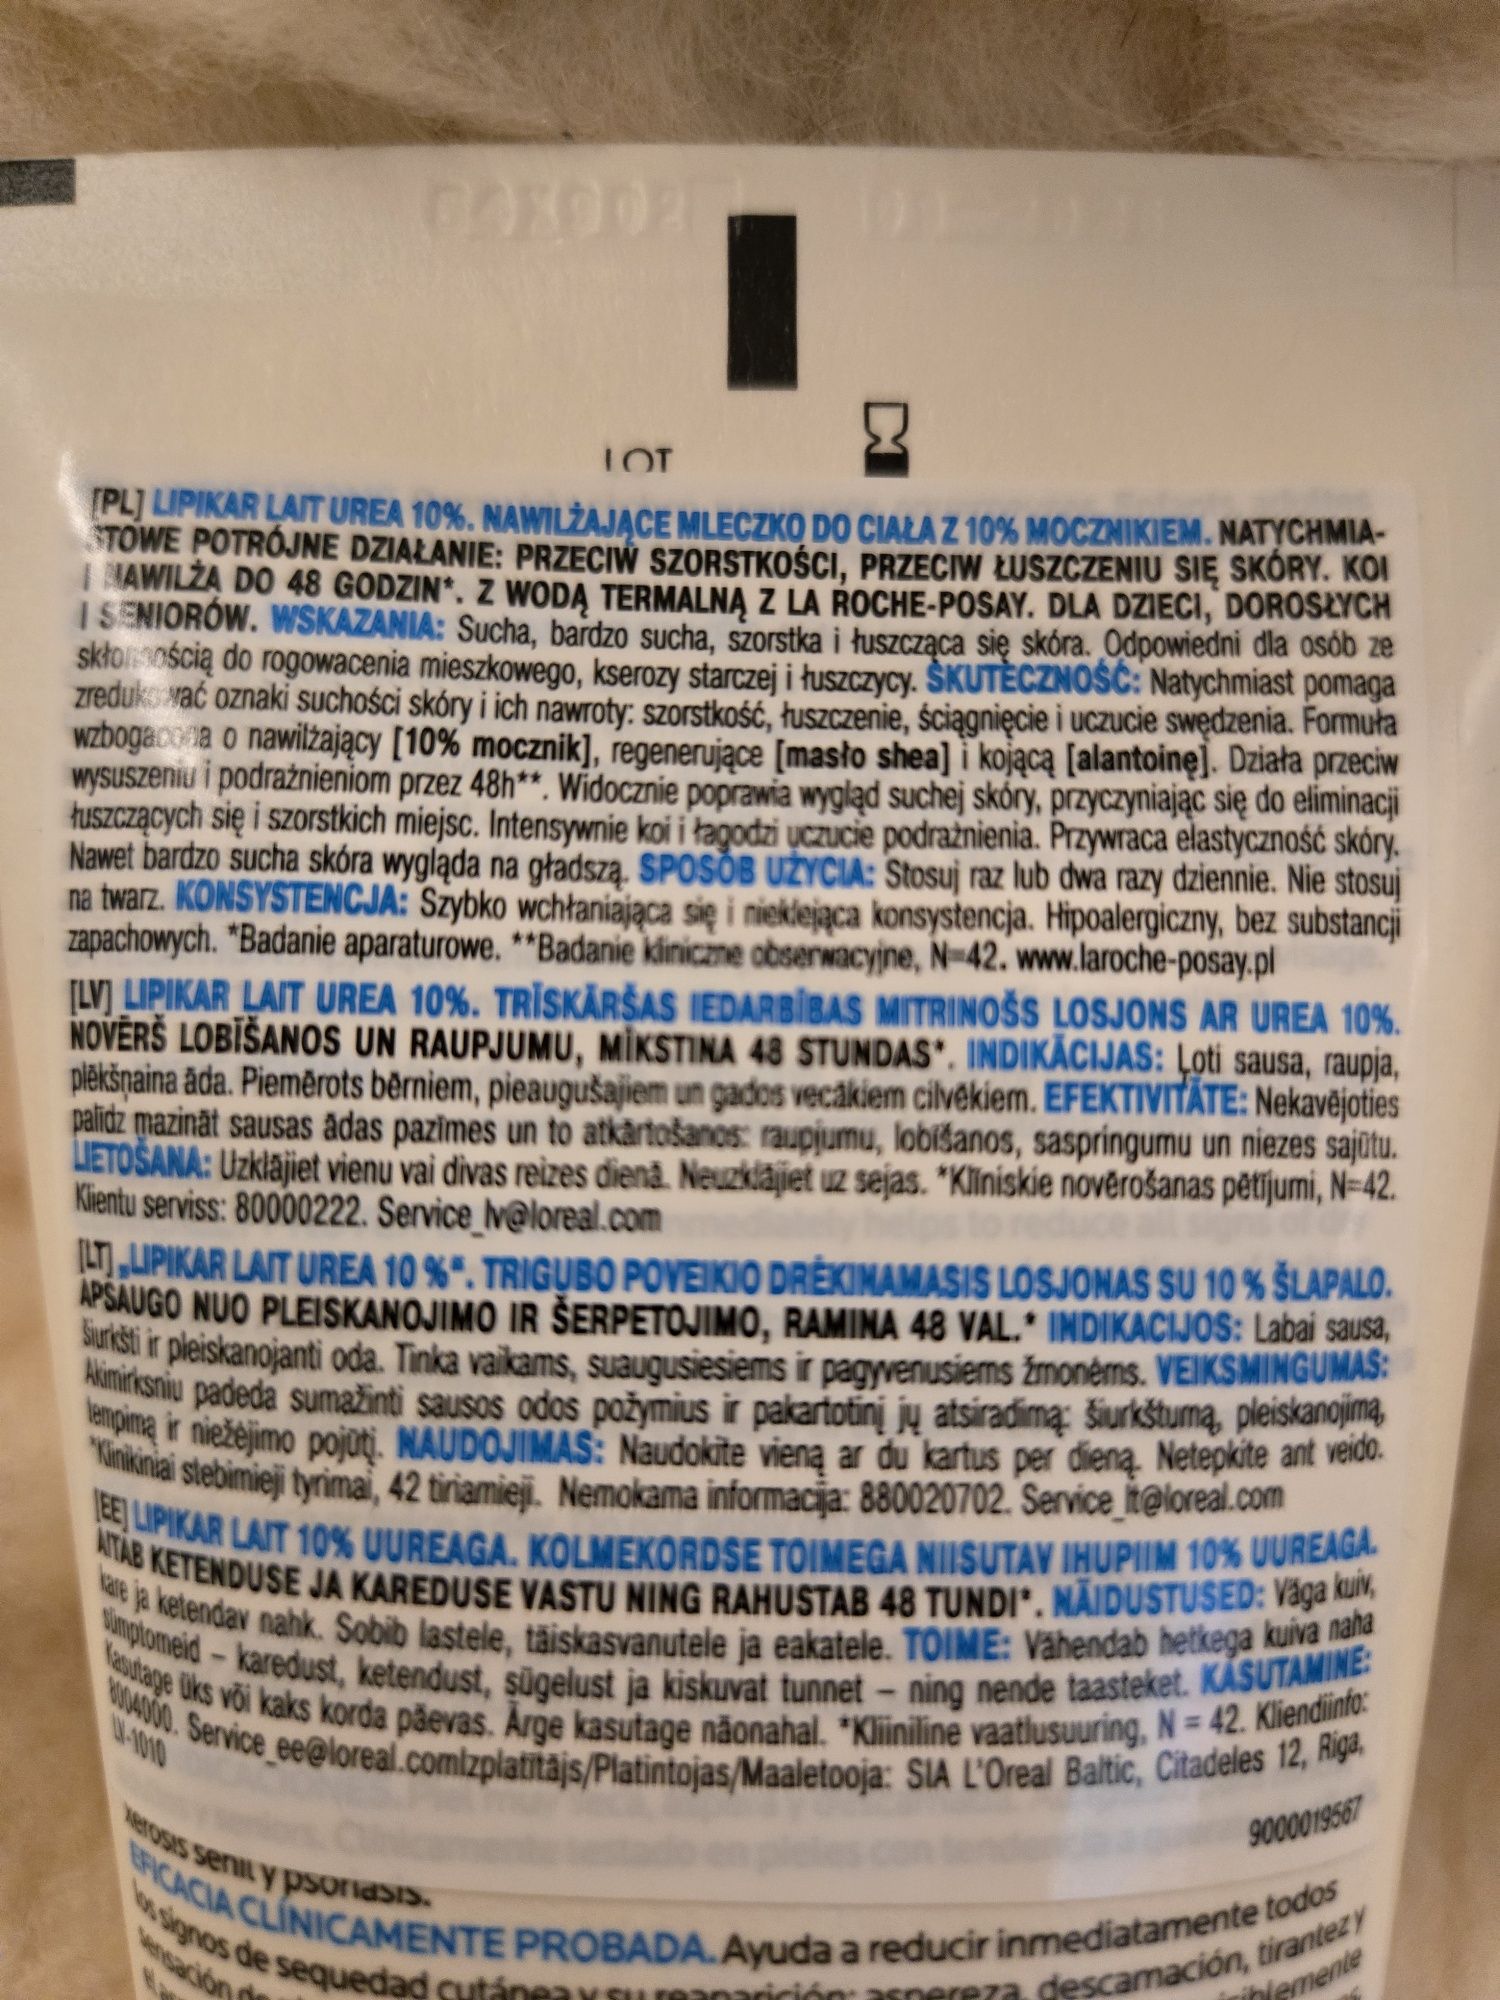 LOT
[PL] LIPIKAR LAIT UREA 10%. NAWILŻAJĄCE MLECZKO DO CIAŁA Z 10% MOCZNIKIEM. NATYCHMIA-
STOWE POTRÓJNE DZIAŁANIE: PRZECIW SZORSTKOŚCI, PRZECIW ŁUSZCZENIU SIĘ SKÓRY. KOI
I NAWILŻA DO 48 GODZIN*. Z WODĄ TERMALNĄ Z LA ROCHE-POSAY. DLA DZIECI, DOROSŁYCH
I SENIORÓW. WSKAZANIA: Sucha, bardzo sucha, szorstka i łuszcząca się skóra. Odpowiedni dla osób ze
skłonnością do rogowacenia mieszkowego, kserozy starczej i łuszczycy. SKUTECZNOŚĆ: Natychmiast pomaga
zredukować oznaki suchości skóry i ich nawroty: szorstkość, łuszczenie, ściągnięcie i uczucie swędzenia. Formuła
wzbogacona o nawilżający [10% mocznik], regenerujące [masło shea] i kojącą [alantoinę]. Działa przeciw
wysuszeniu i podrażnieniom przez 48h**. Widocznie poprawia wygląd suchej skóry, przyczyniając się do eliminacji
łuszczących się i szorstkich miejsc. Intensywnie koi i łagodzi uczucie podrażnienia. Przywraca elastyczność skóry.
Nawet bardzo sucha skóra wygląda na gładszą. SPOSÓB UŻYCIA: Stosuj raz lub dwa razy dziennie. Nie stosuj
na twarz. KONSYSTENCJA: Szybko wchłaniająca się i nieklejąca konsystencja. Hipoalergiczny, bez substancji
zapachowych. *Badanie aparaturowe. **Badanie kliniczne obserwacyjne, N=42. www.laroche-posay.pl
[LV] LIPIKAR LAIT UREA 10%. TRĪSKĀRŠAS IEDARBĪBAS MITRINOŠS LOSJONS AR UREA 10%.
NOVĒRŠ LOBĪŠANOS UN RAUPJUMU, MĪKSTINA 48 STUNDAS*. INDIKĀCIJAS: Ļoti sausa, raupja,
plēkšņaina āda. Piemērots bērniem, pieaugušajiem un gados vecākiem cilvēkiem. EFEKTIVITĀTE: Nekavējoties
palīdz mazināt sausas ādas pazīmes un to atkārtošanos: raupjumu, lobīšanos, saspringumu un niezes sajūtu.
LIETOŠANA: Uzklājiet vienu vai divas reizes dienā. Neuzklājiet uz sejas. *Klīniskie novērošanas pētījumi, N=42.
Klientu serviss: 80000222. Service_lv@loreal.com
[LT] „LIPIKAR LAIT UREA 10 %“. TRIGUBO POVEIKIO DRĖKINAMASIS LOSJONAS SU 10 % ŠLAPALO.
APSAUGO NUO PLEISKANOJIMO IR ŠERPETOJIMO, RAMINA 48 VAL.* INDIKACIJOS: Labai sausa,
šiurkšti ir pleiskanojanti oda. Tinka vaikams, suaugusiesiems ir pagyvenusiems žmonėms. VEIKSMINGUMAS:
Akimirksniu padeda sumažinti sausos odos požymius ir pakartotinį jų atsiradimą: šiurkštumą, pleiskanojimą,
tempimą ir niežėjimo pojūtį. NAUDOJIMAS: Naudokite vieną ar du kartus per dieną. Netepkite ant veido.
*Klinikiniai stebimieji tyrimai, 42 tiriamieji. Nemokama informacija: 880020702. Service_lt@loreal.com
[EE] LIPIKAR LAIT 10% UUREAGA. KOLMEKORDSE TOIMEGA NIISUTAV IHUPIIM 10% UUREAGA.
AITAB KETENDUSE JA KAREDUSE VASTU NING RAHUSTAB 48 TUNDI*. NÄIDUSTUSED: Väga kuiv,
kare ja ketendav nahk. Sobib lastele, täiskasvanutele ja eakatele. TOIME: Vähendab hetkega kuiva naha
sümptomeid – karedust, ketendust, sügelust ja kiskuvat tunnet – ning nende taasteket. KASUTAMINE:
Kasutage üks või kaks korda päevas. Ärge kasutage näonahal. *Kliiniline vaatlusuuring, N = 42. Kliendiinfo:
8004000. Service_ee@loreal.comIzplatītājs/Platintojas/Maaletooja: SIA L'Oreal Baltic, Citadeles 12, Riga,
LV-1010
9000019567
xerosis senil y psoriasis.
EFICACIA CLÍNICAMENTE PROBADA. Ayuda a reducir inmediatamente todos
los signos de sequedad cutánea y su reaparición: aspereza, descamación, tirantez y
sensación de